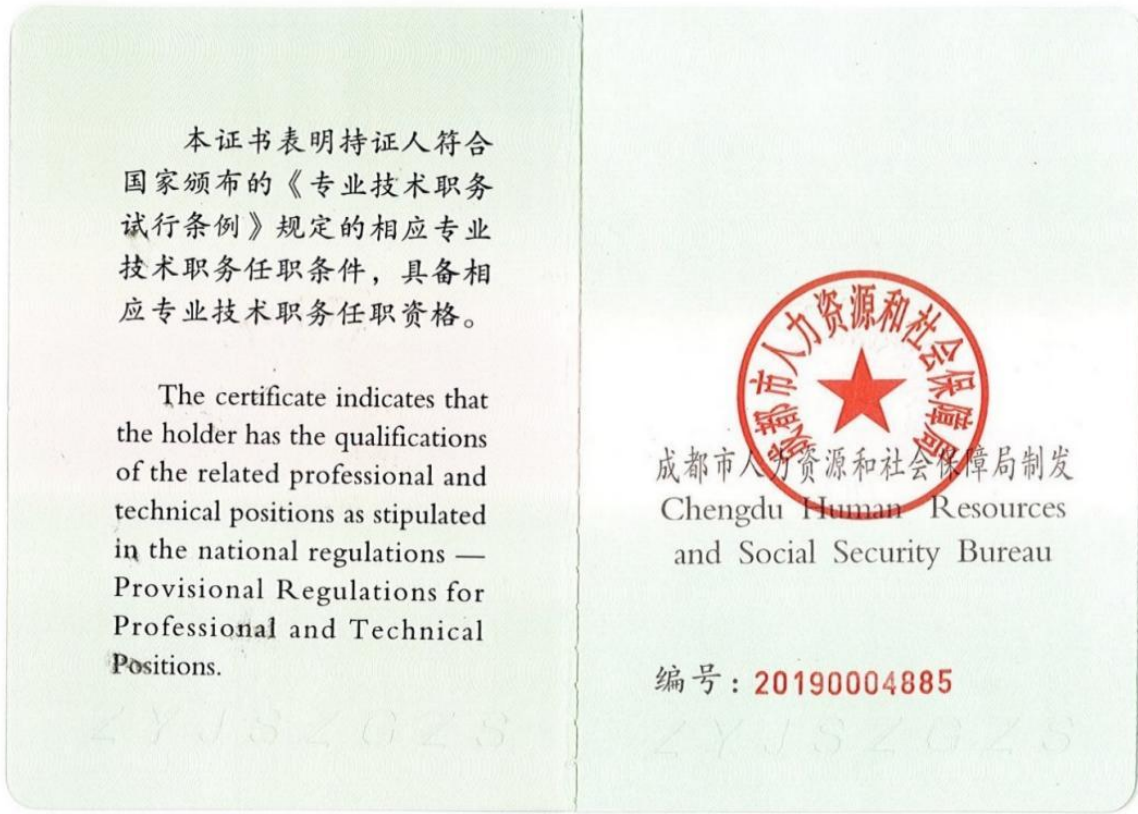 本证书表明持证人符合
国家颁布的《专业技术职务
试行条例》规定的相应专业
技术职务任职条件，具备相
应专业技术职务任职资格。
The certificate indicates that
the holder has the qualifications
of the related professional and
technical positions as stipulated
in the national regulations —
Provisional Regulations for
Professional and Technical
Positions.
ZYJSZGZS
成都市人力资源和社会保障局
成都市人力资源和社会保障局制发
Chengdu Human Resources
and Social Security Bureau
编号：20190004885
ZYJSZGZS